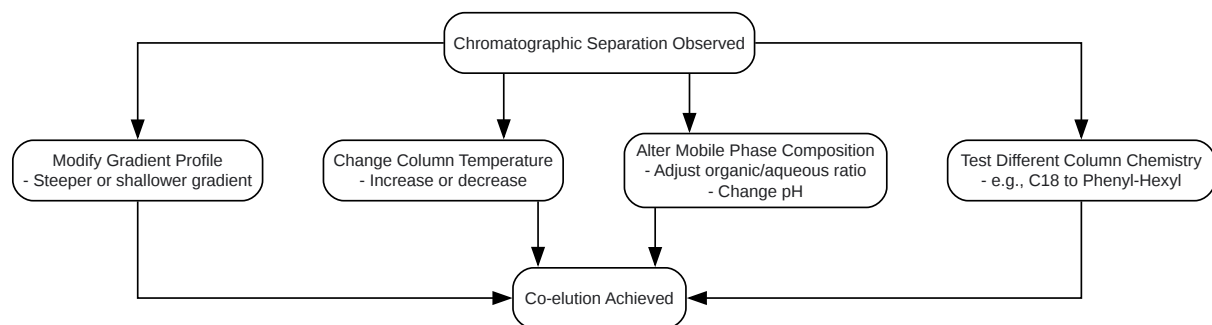 Chromatographic Separation Observed
Modify Gradient Profile
- Steeper or shallower gradient
Change Column Temperature
- Increase or decrease
Alter Mobile Phase Composition
- Adjust organic/aqueous ratio
- Change pH
Test Different Column Chemistry
- e.g., C18 to Phenyl-Hexyl
Co-elution Achieved